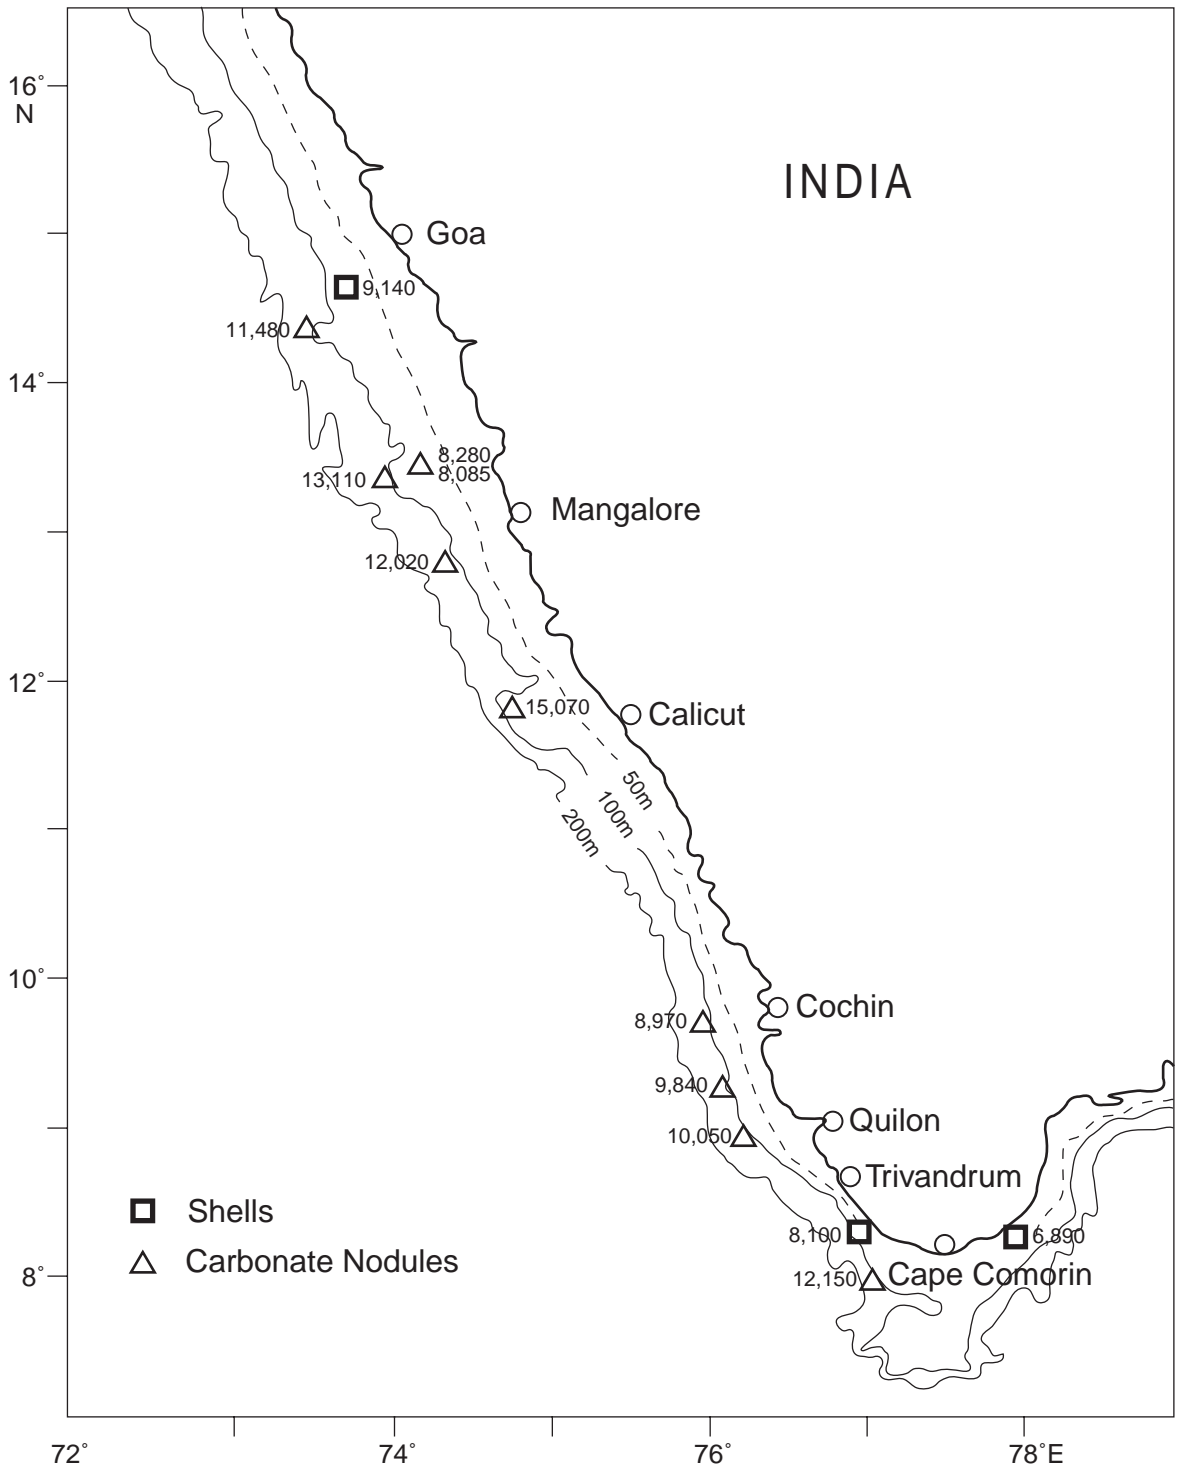 16°
N
INDIA
Goa
9,140
11,480
14°
8,280
8,085
13,110
Mangalore
12,020
12°
15,070
Calicut
50m
100m
200m
10°
Cochin
8,970
9,840
Quilon
10,050
Trivandrum
Shells
8,100
6,890
Carbonate Nodules
8°
12,150
Cape Comorin
72°
74°
76°
78°E